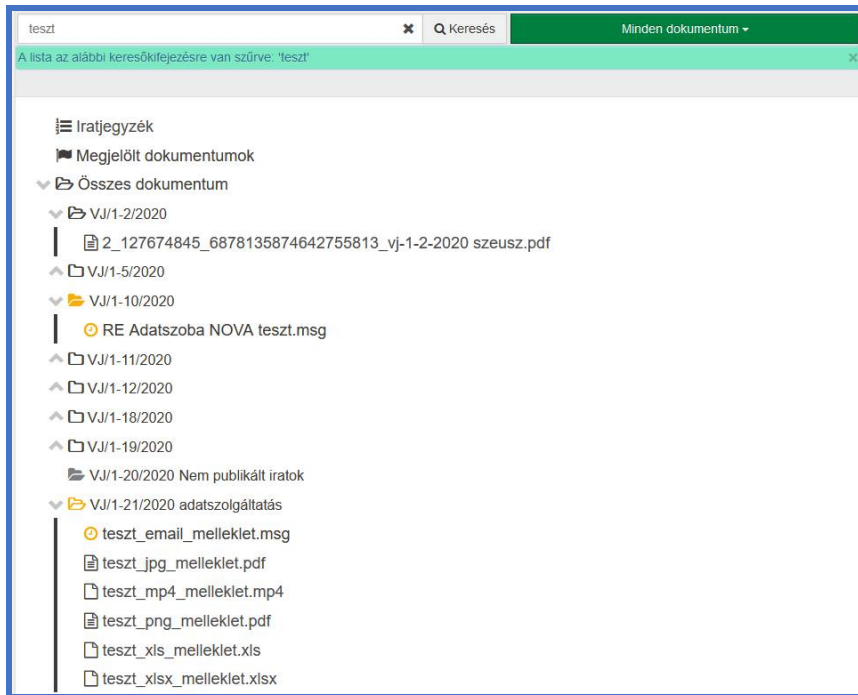 teszt Keresés Minden dokumentum
A lista az alábbi keresőkifejezésre van szűrve: 'teszt'
Iratjegyzék
Megjelölt dokumentumok
Összes dokumentum
VJ/1-2/2020
2_127674845_6878135874642755813_vj-1-2-2020 szeusz.pdf
VJ/1-5/2020
VJ/1-10/2020
RE Adatszoba NOVA teszt.msg
VJ/1-11/2020
VJ/1-12/2020
VJ/1-18/2020
VJ/1-19/2020
VJ/1-20/2020 Nem publikált iratok
VJ/1-21/2020 adatszolgáltatás
teszt_email_melleklet.msg
teszt_jpg_melleklet.pdf
teszt_mp4_melleklet.mp4
teszt_png_melleklet.pdf
teszt_xls_melleklet.xls
teszt_xlsx_melleklet.xlsx